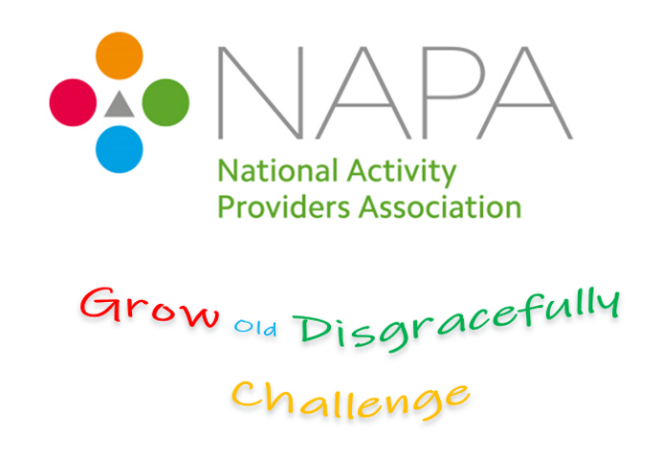 NAPA
National Activity
Providers Association
Grow Old Disgracefully
Challenge